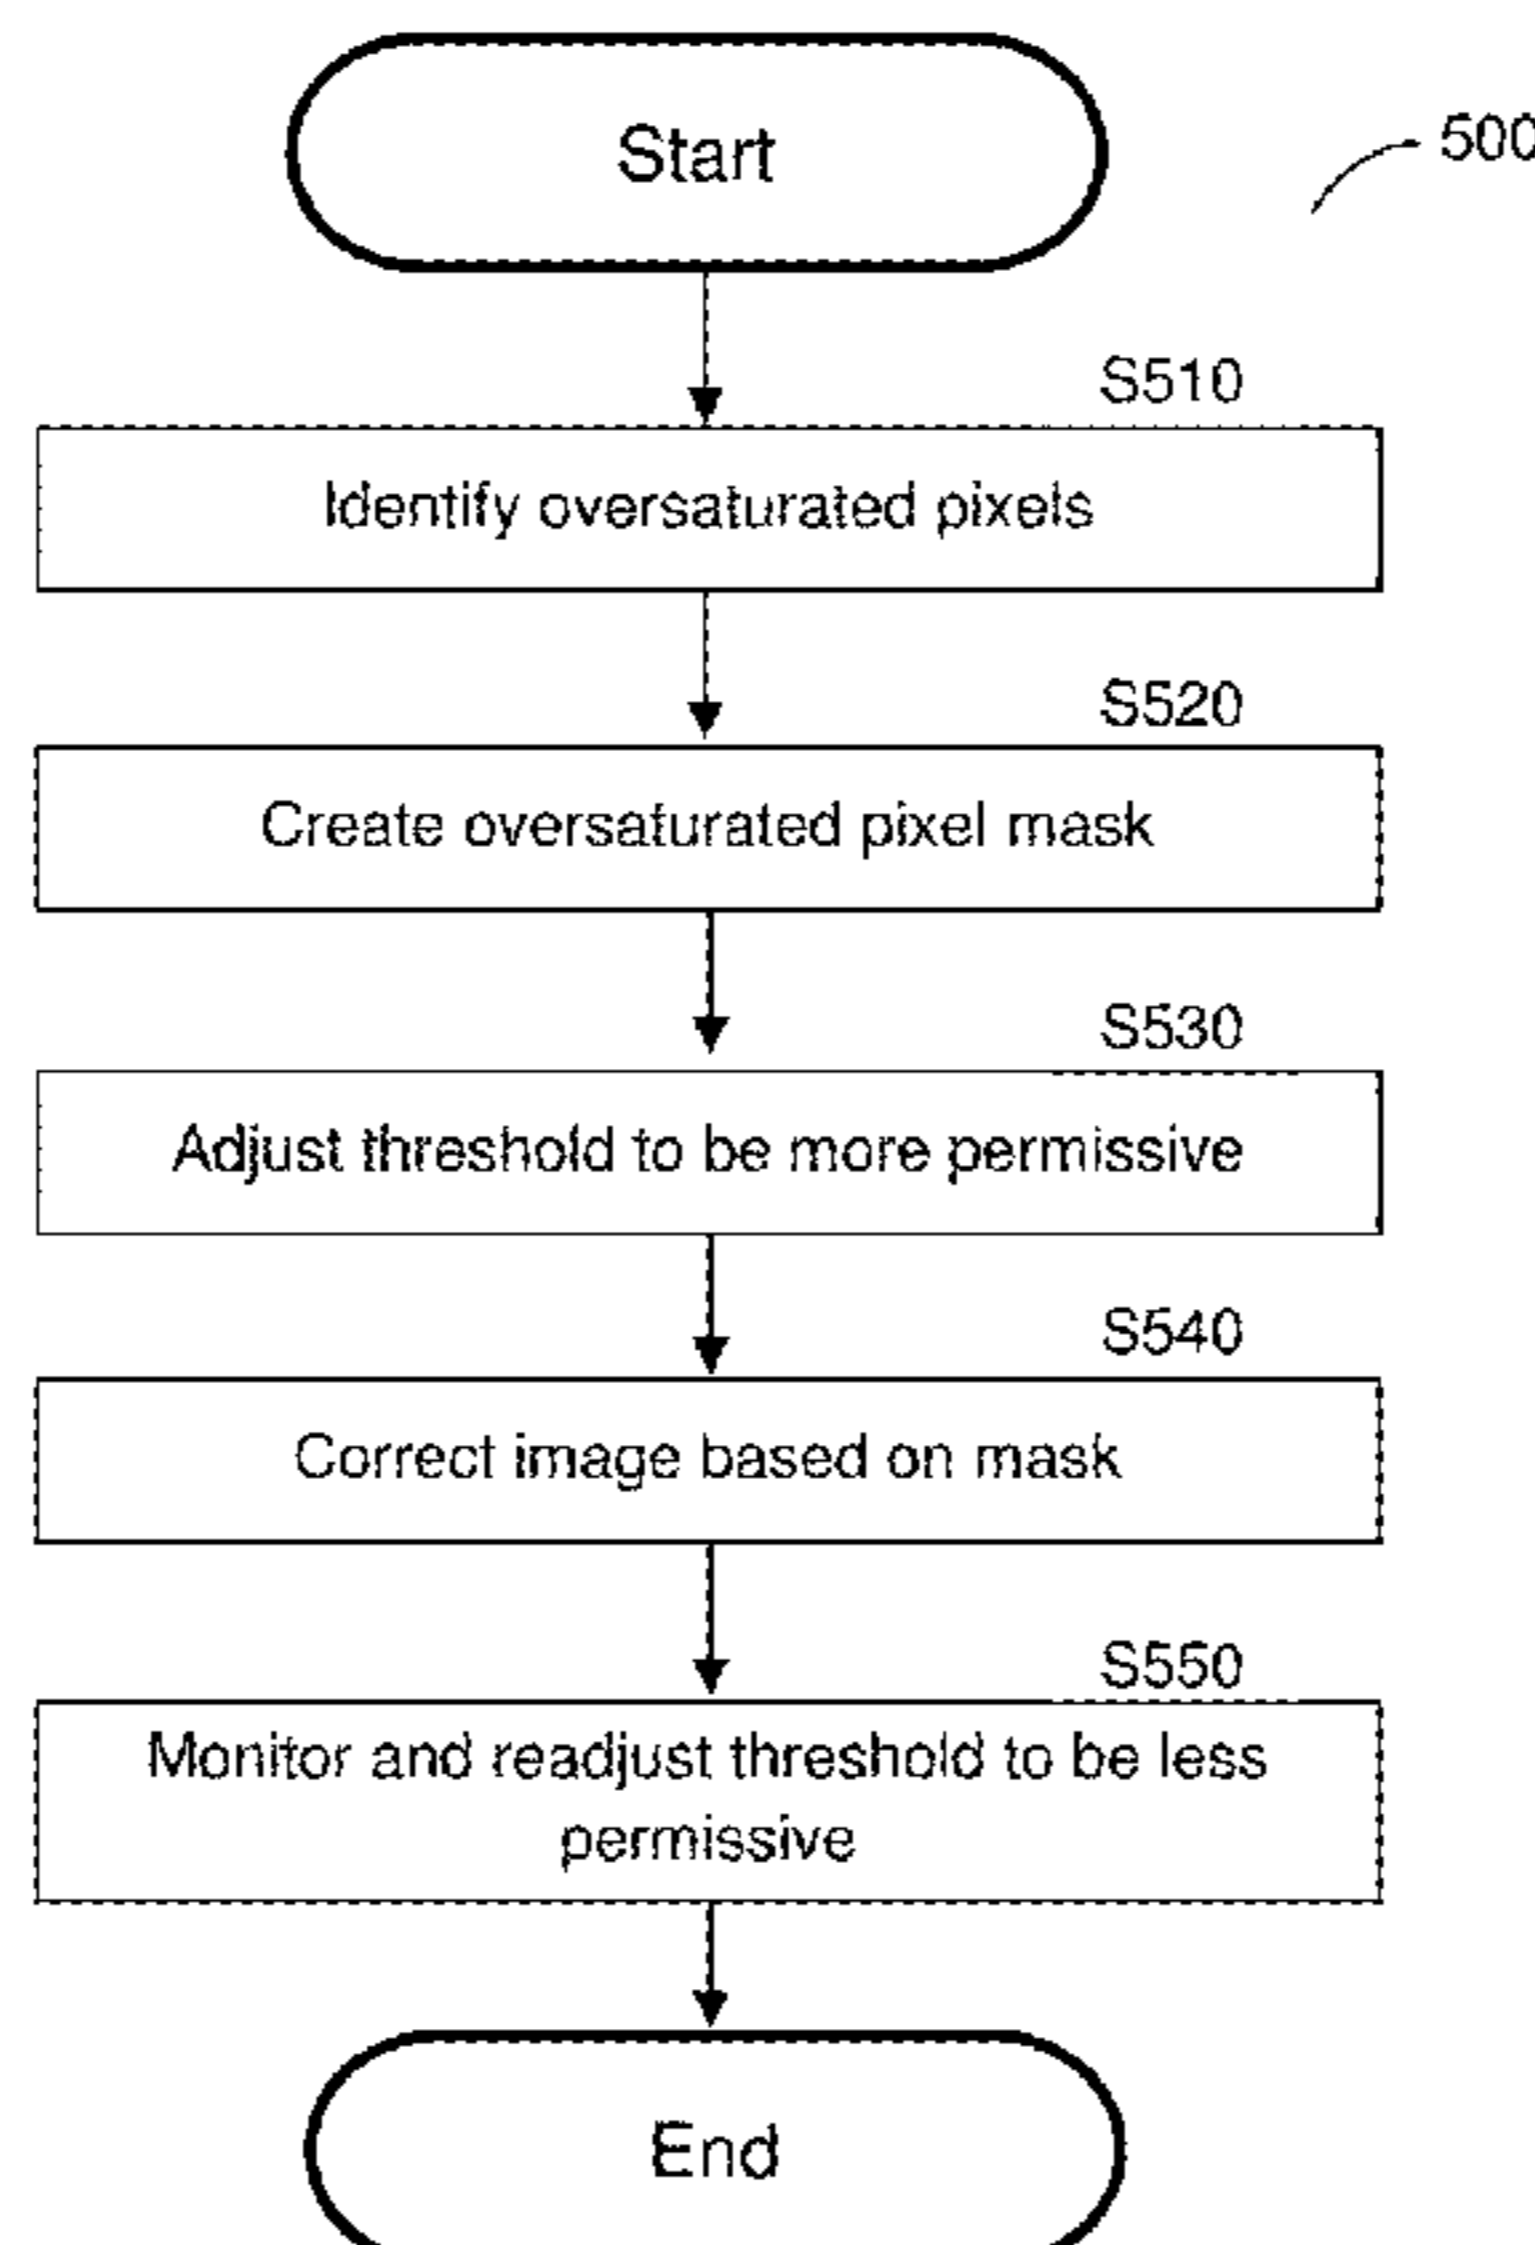 Start
500
S510
Identify oversaturated pixels
S520
Create oversaturated pixel mask
S530
Adjust threshold to be more permissive
S540
Correct image based on mask
S550
Monitor and readjust threshold to be less
permissive
End